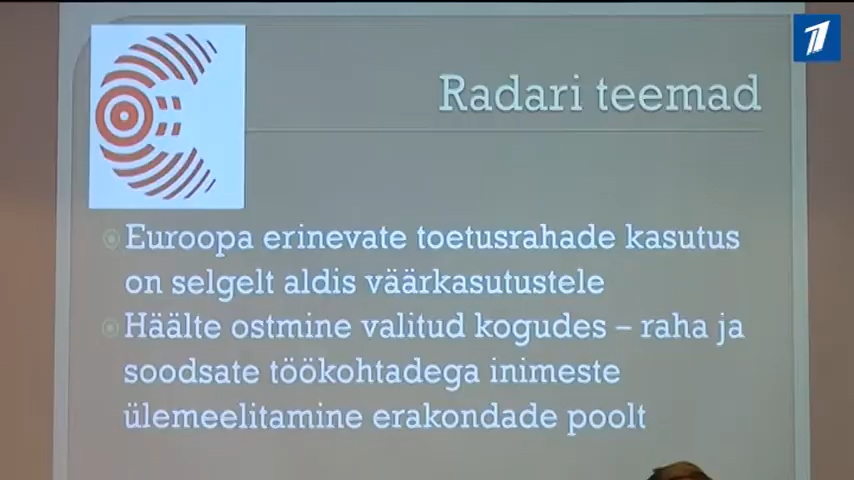 Radari teemad
Euroopa erinevate toetusrahade kasutus
on selgelt aldis väärkasutustele
Häälte ostmine valitud kogudes – raha ja
soodsate töökohtadega inimeste
ülemeelitamine erakondade poolt